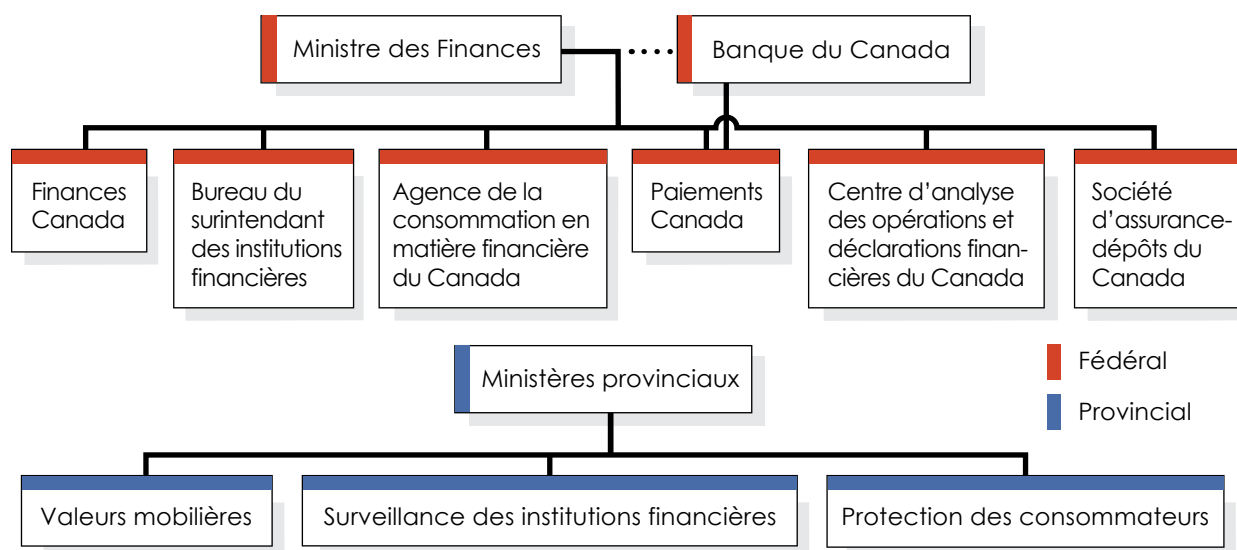 Ministre des Finances
Banque du Canada
Finances
Canada
Bureau du
surintendant
des institutions
financières
Agence de la
consommation en
matière financière
du Canada
Paiements
Canada
Centre d’analyse
des opérations et
déclarations finan-
cières du Canada
Société
d’assurance-
dépôts du
Canada
Fédéral
Provincial
Ministères provinciaux
Valeurs mobilières
Surveillance des institutions financières
Protection des consommateurs